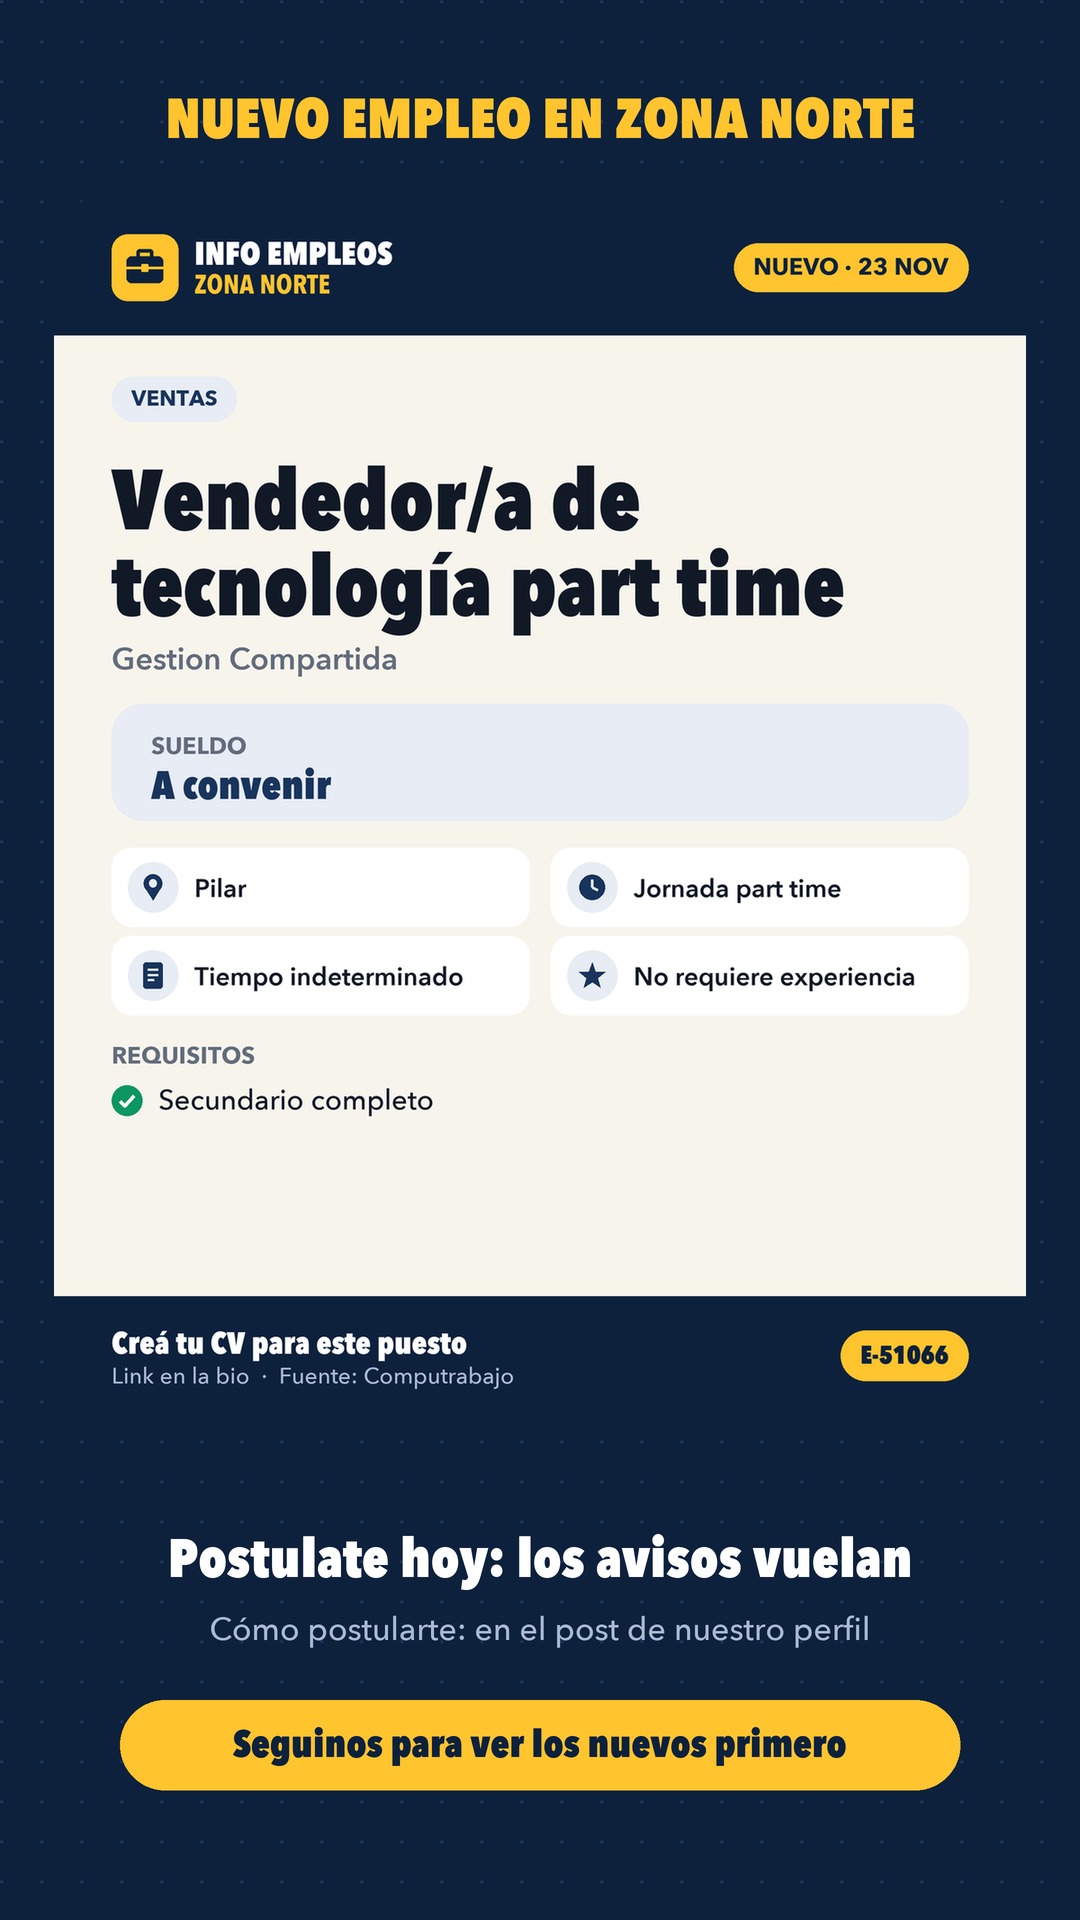 NUEVO EMPLEO EN ZONA NORTE
INFO EMPLEOS
ZONA NORTE
NUEVO · 23 NOV
VENTAS
Vendedor/a de
tecnología part time
Gestion Compartida
SUELDO
A convenir
Pilar
Jornada part time
Tiempo indeterminado
No requiere experiencia
REQUISITOS
Secundario completo
Creá tu CV para este puesto
Link en la bio · Fuente: Computrabajo
E-51066
Postulate hoy: los avisos vuelan
Cómo postularte: en el post de nuestro perfil
Seguinos para ver los nuevos primero